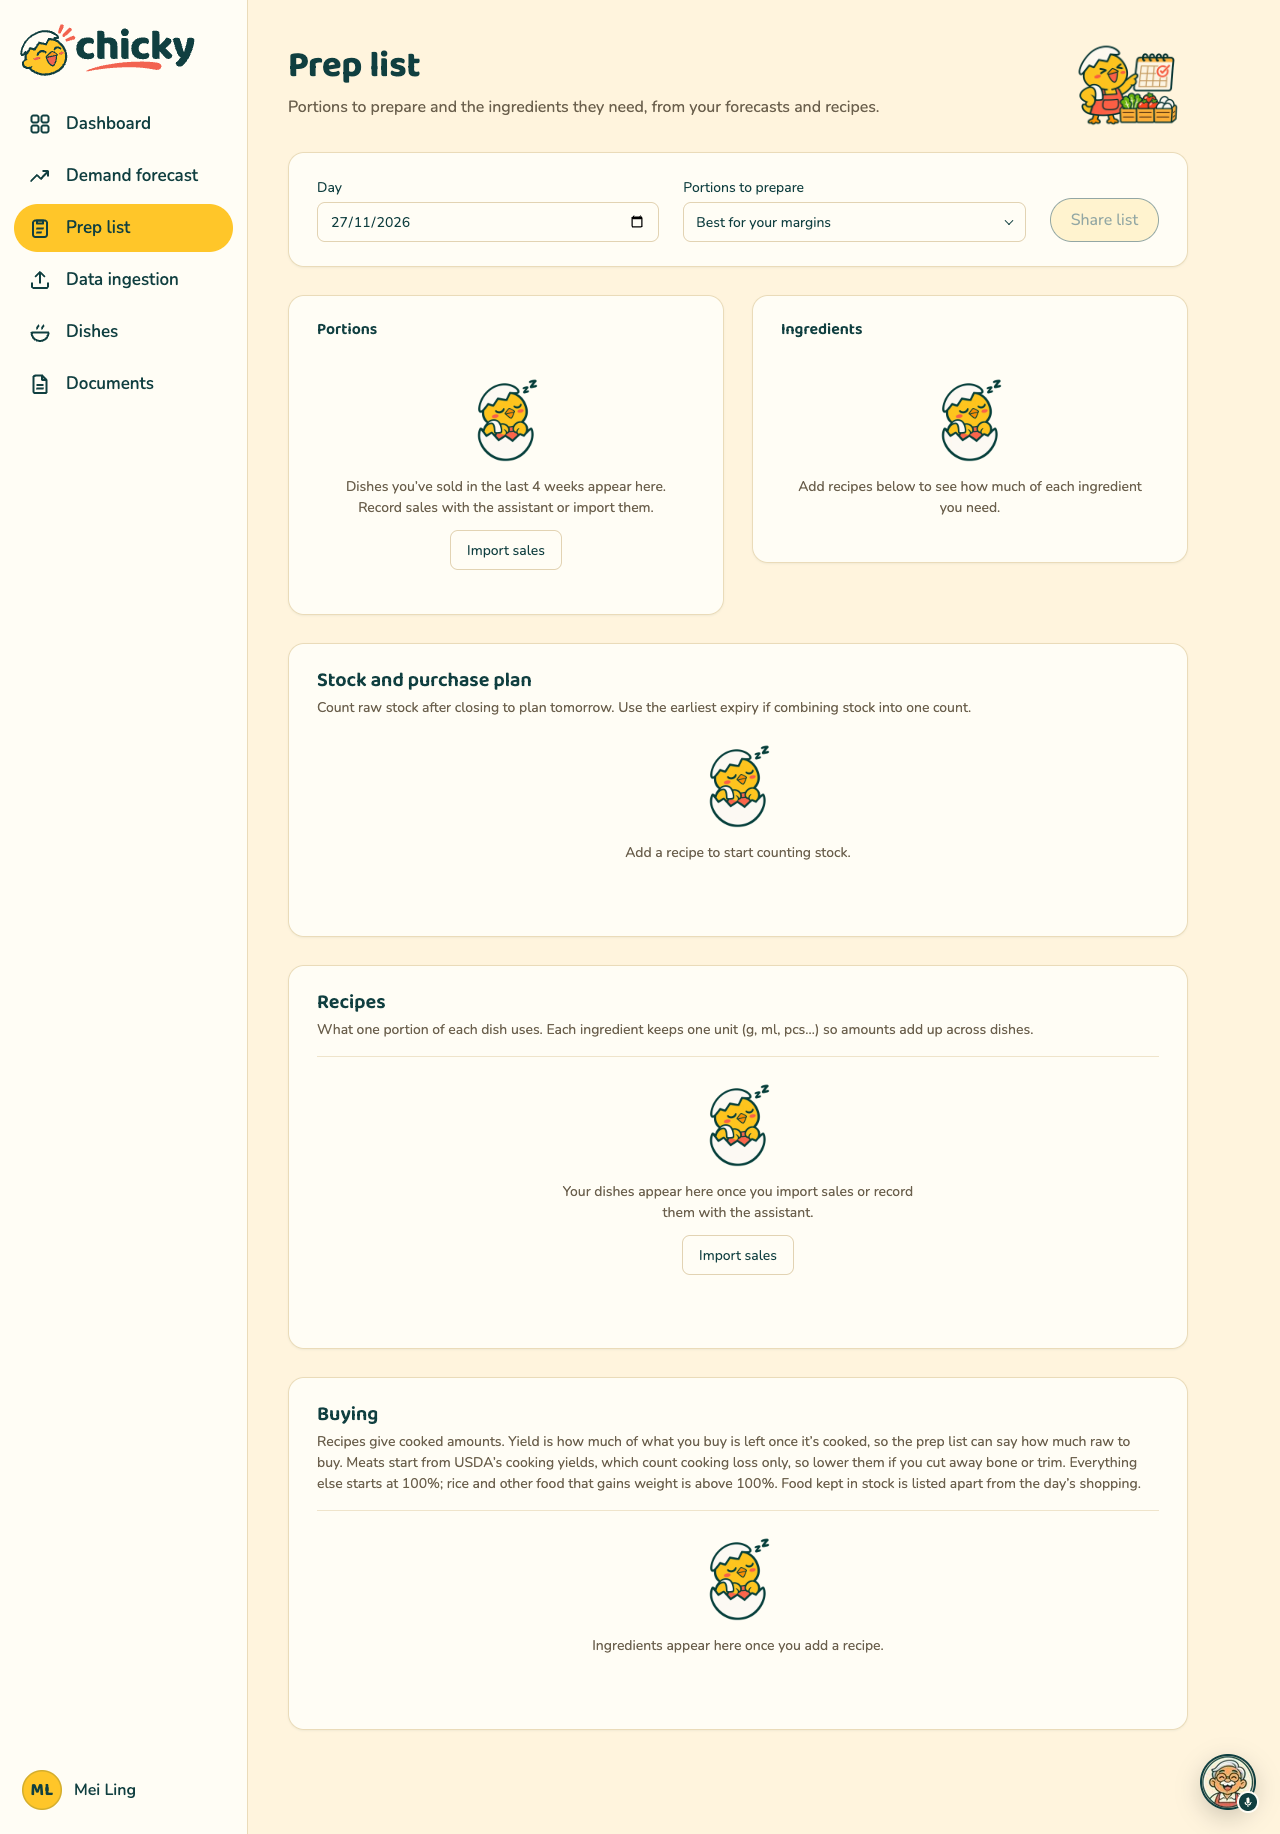 chicky
Dashboard
Demand forecast
Prep list
Data ingestion
Dishes
Documents
Prep list
Portions to prepare and the ingredients they need, from your forecasts and recipes.
Day
27/11/2026
Portions to prepare
Best for your margins
Share list
Portions
zz
Dishes you've sold in the last 4 weeks appear here.
Record sales with the assistant or import them.
Import sales
Ingredients
zz
Add recipes below to see how much of each ingredient
you need.
Stock and purchase plan
Count raw stock after closing to plan tomorrow. Use the earliest expiry if combining stock into one count.
zz
Add a recipe to start counting stock.
Recipes
What one portion of each dish uses. Each ingredient keeps one unit (g, ml, pcs…) so amounts add up across dishes.
zz
Your dishes appear here once you import sales or record
them with the assistant.
Import sales
Buying
Recipes give cooked amounts. Yield is how much of what you buy is left once it's cooked, so the prep list can say how much raw to
buy. Meats start from USDA's cooking yields, which count cooking loss only, so lower them if you cut away bone or trim. Everything
else starts at 100%; rice and other food that gains weight is above 100%. Food kept in stock is listed apart from the day's shopping.
zz
Ingredients appear here once you add a recipe.
ML
Mei Ling